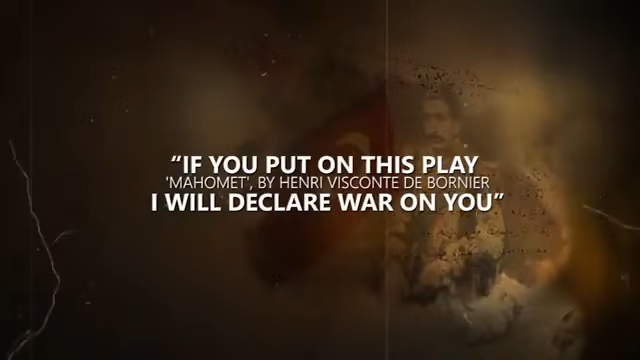 “IF YOU PUT ON THIS PLAY
'MAHOMET', BY HENRI VISCONTE DE BORNIER
I WILL DECLARE WAR ON YOU”